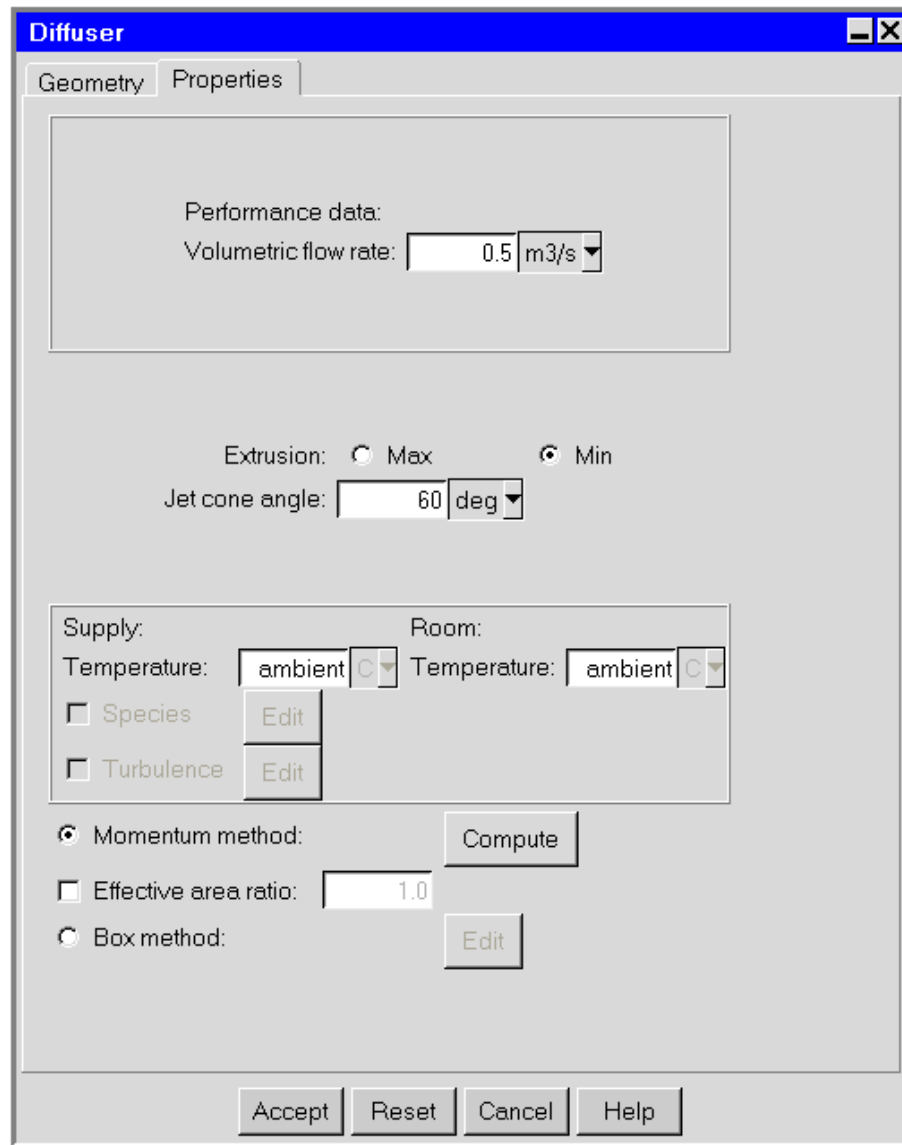 Diffuser
Geometry Properties
Performance data:
Volumetric flow rate: 0.5 m3/s
Extrusion: Max Min
Jet cone angle: 60 deg
Supply: Room:
Temperature: ambient C Temperature: ambient C
Species Edit
Turbulence Edit
Momentum method: Compute
Effective area ratio: 1.0
Box method: Edit
Accept Reset Cancel Help